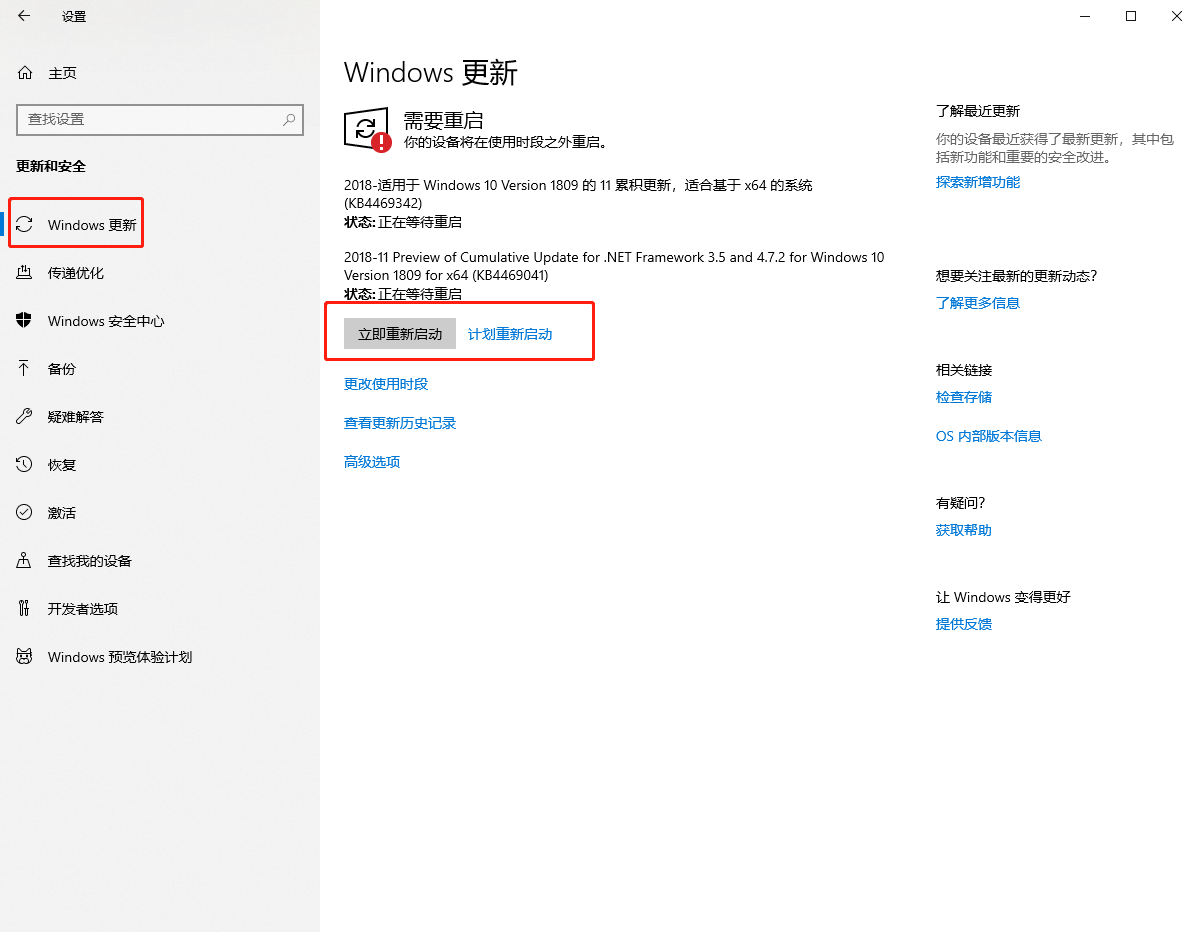 设置
主页
查找设置
更新和安全
Windows 更新
传递优化
Windows 安全中心
备份
疑难解答
恢复
激活
查找我的设备
开发者选项
Windows 预览体验计划
Windows 更新
需要重启
你的设备将在使用时段之外重启。
2018-适用于 Windows 10 Version 1809 的 11 累积更新，适合基于 x64 的系统
(KB4469342)
状态: 正在等待重启
2018-11 Preview of Cumulative Update for .NET Framework 3.5 and 4.7.2 for Windows 10
Version 1809 for x64 (KB4469041)
状态: 正在等待重启
立即重新启动 计划重新启动
更改使用时段
查看更新历史记录
高级选项
了解最近更新
你的设备最近获得了最新更新，其中包
括新功能和重要的安全改进。
探索新增功能
想要关注最新的更新动态?
了解更多信息
相关链接
检查存储
OS 内部版本信息
有疑问?
获取帮助
让 Windows 变得更好
提供反馈